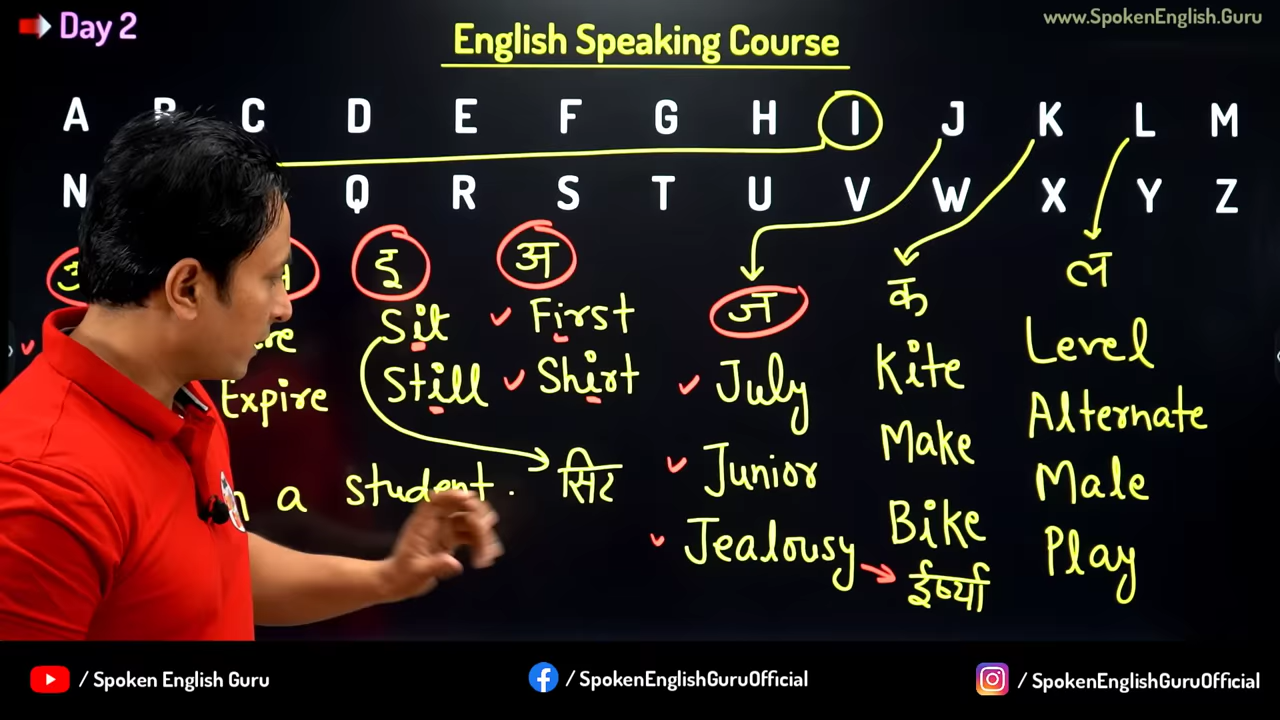 Day 2
www.SpokenEnglish.Guru
English Speaking Course
A B C D E F G H I J K L M
N Q R S T U V W X Y Z
इ अ ज क ल
Sit First July Kite Level
Expire Still Shirt Junior Make Alternate
a student. सिट Jealousy Bike Male
ईर्ष्या Play
/ Spoken English Guru
/SpokenEnglishGuruOfficial
/ SpokenEnglishGuruOfficial